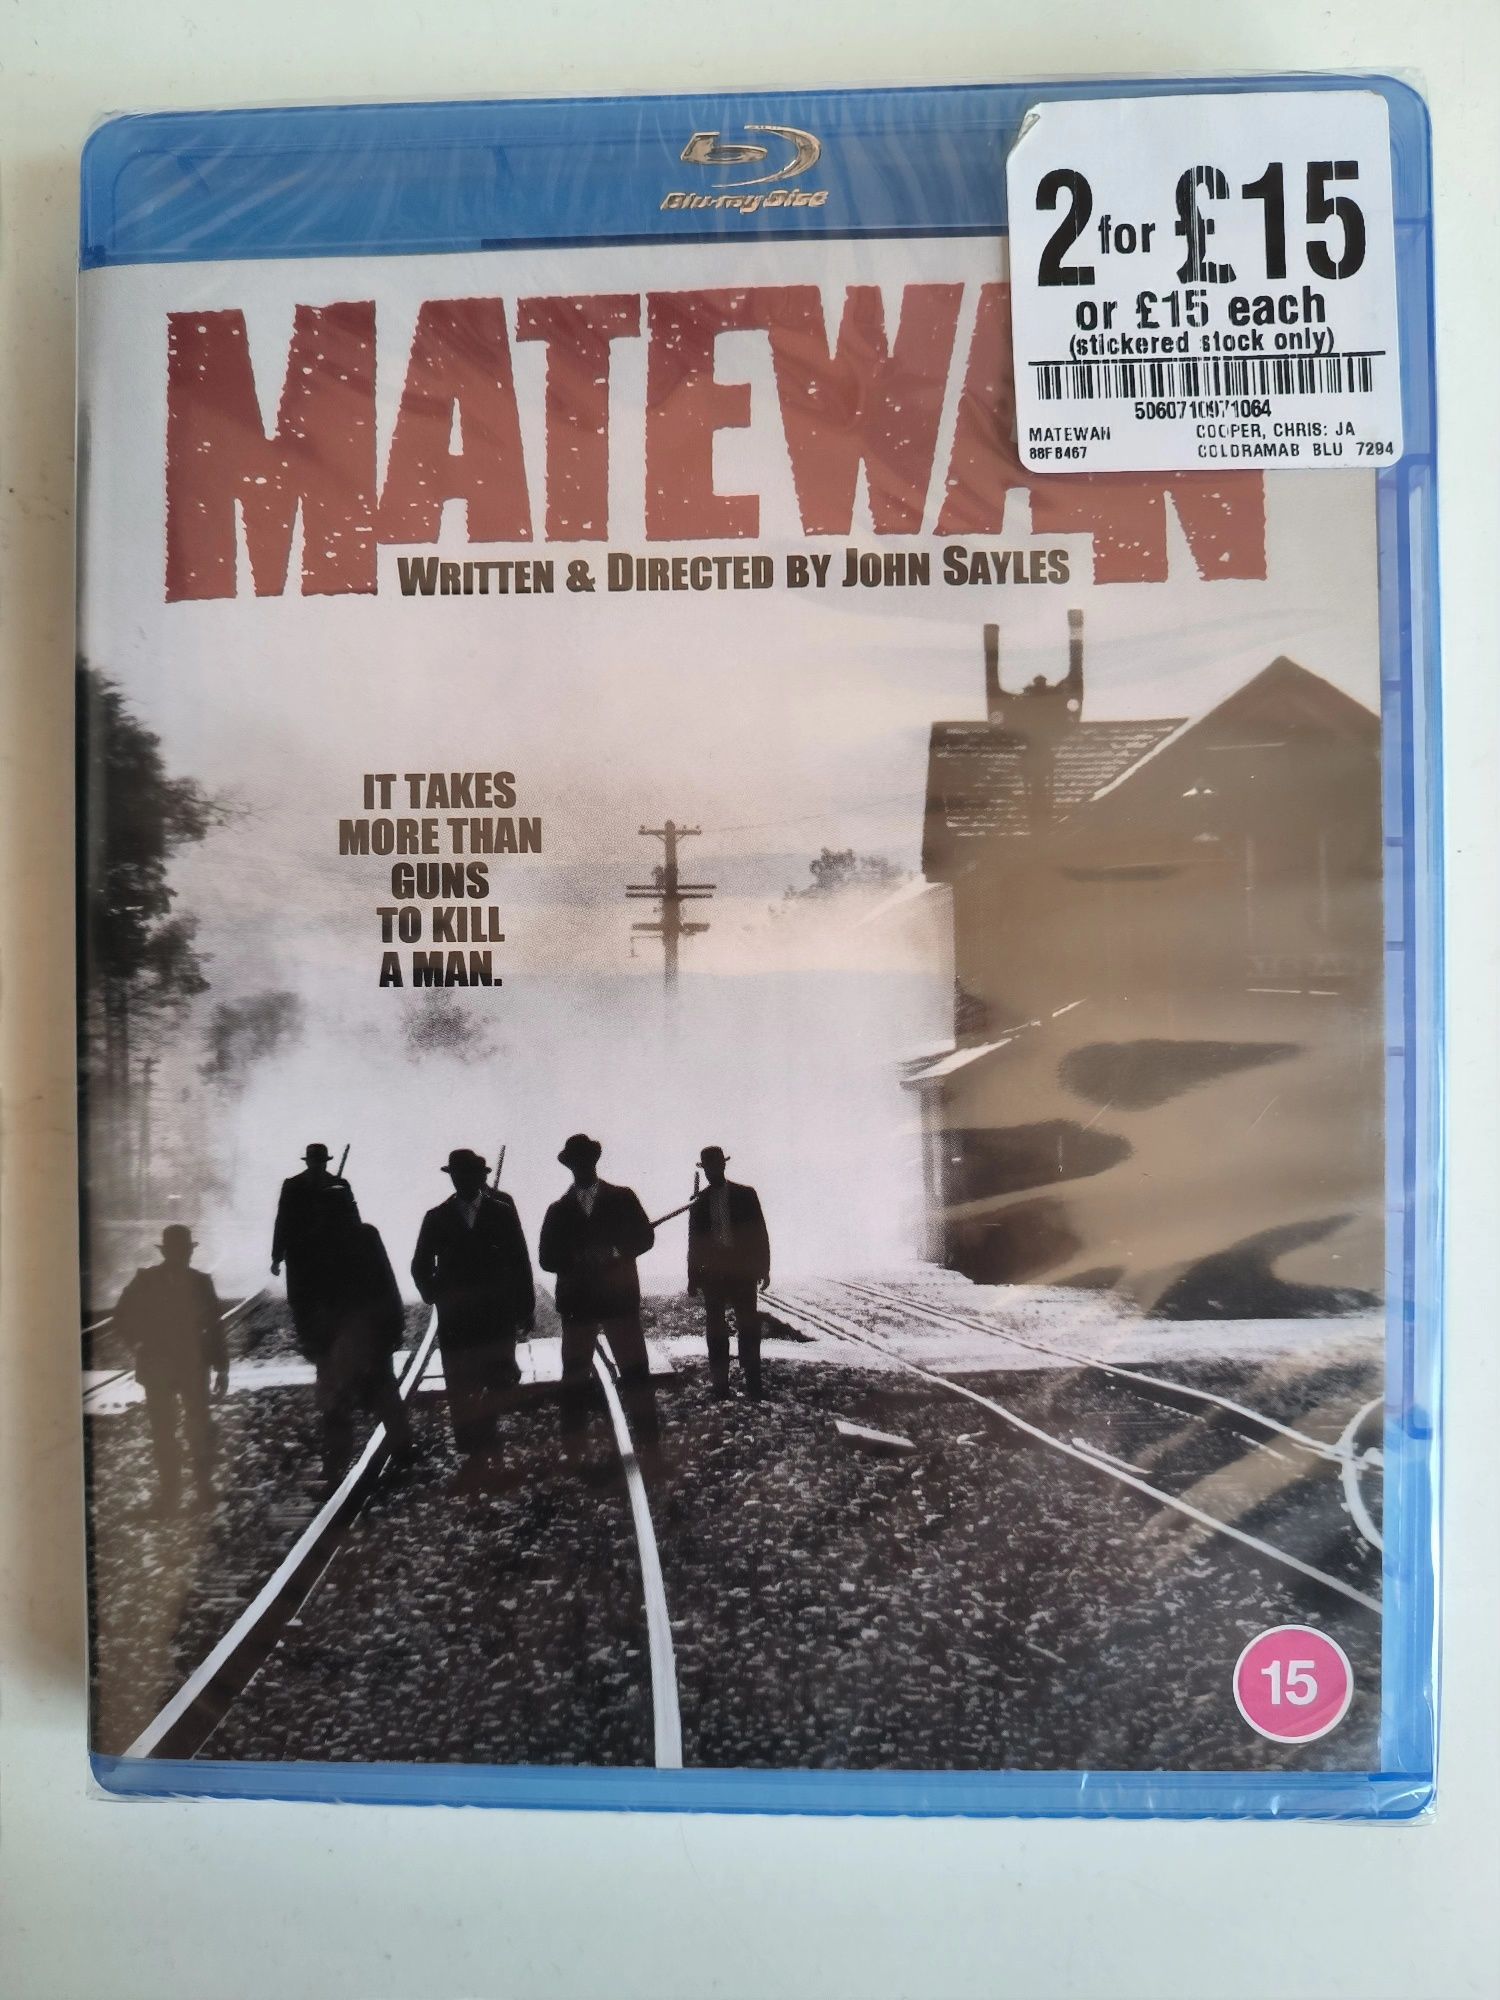 Blu-ray Disc
2 for £15
or £15 each
(stickered stock only)
5060710971064
MATEWAN COOPER, CHRIS: JA
88F8467 COLDRAMAB BLU 7294
MATEWAN
WRITTEN & DIRECTED BY JOHN SAYLES
IT TAKES
MORE THAN
GUNS
TO KILL
A MAN.
15